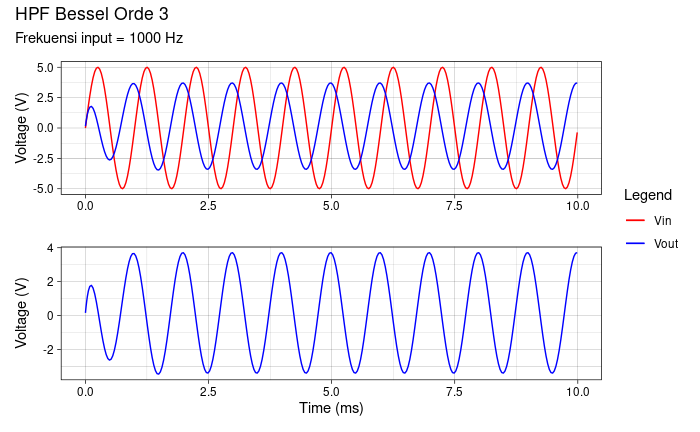 HPF Bessel Orde 3
Frekuensi input = 1000 Hz
Voltage (V)
5.0
2.5
0.0
-2.5
-5.0
0.0 2.5 5.0 7.5 10.0
Voltage (V)
4
2
0
-2
0.0 2.5 5.0 7.5 10.0
Time (ms)
Legend
Vin
Vout